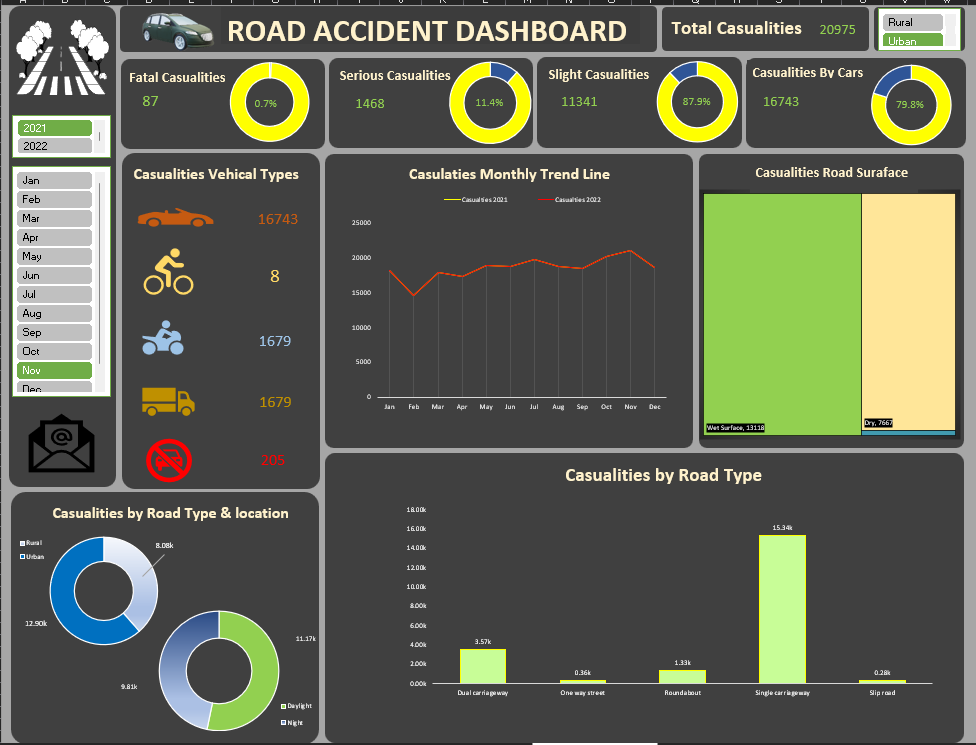 ROAD ACCIDENT DASHBOARD
Total Casualities 20975
Rural
Urban
Fatal Casualities
87
0.7%
Serious Casualities
1468
11.4%
Slight Casualities
11341
87.9%
Casualities By Cars
16743
79.8%
2021
2022
Jan
Feb
Mar
Apr
May
Jun
Jul
Aug
Sep
Oct
Nov
Dec
Casualities Vehical Types
16743
8
1679
1679
205
Casulaties Monthly Trend Line
Casualties 2021 Casualties 2022
25000
20000
15000
10000
5000
0
Jan Feb Mar Apr May Jun Jul Aug Sep Oct Nov Dec
Casualities Road Suraface
Wet Surface, 13118
Dry, 7667
Casualities by Road Type & location
Rural
Urban
8.08k
12.90k
11.17k
9.81k
Daylight
Night
Casualities by Road Type
18.00k
16.00k
14.00k
12.00k
10.00k
8.00k
6.00k
4.00k
2.00k
0.00k
3.57k
0.36k
1.33k
15.34k
0.28k
Dual carriageway One way street Roundabout Single carriageway Slip road